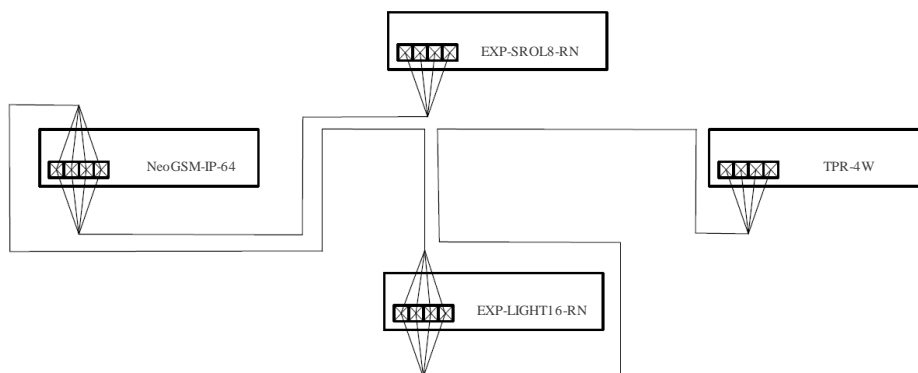 EXP-SROL8-RN
NeoGSM-IP-64
TPR-4W
EXP-LIGHT16-RN